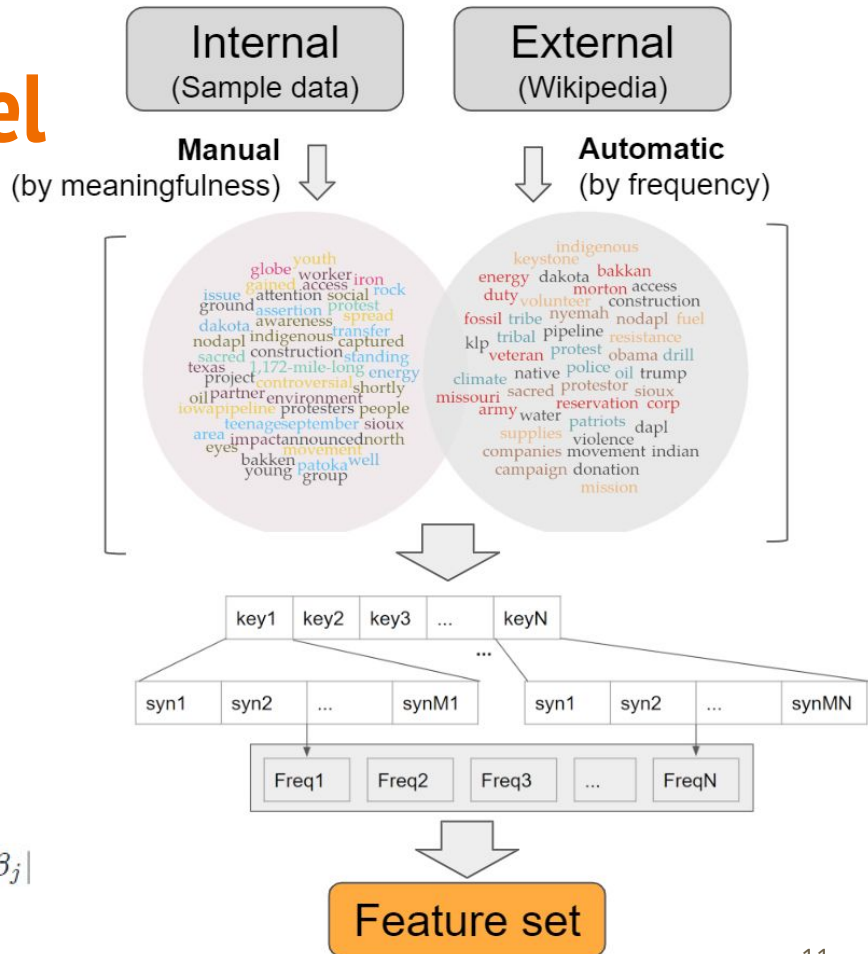 el
Internal
(Sample data)
External
(Wikipedia)
Manual
(by meaningfulness)
Automatic
(by frequency)
youth
globe worker iron
gained access rock
issue attention social
ground assertion protest
awareness spread
dakota indigenous transfer
nodapl captured
sacred construction standing
texas 1,172-mile-long energy
project controversial shortly
oil partner environment
iowapipeline protesters people
teenageseptember sioux
area impactannouncednorth
eyes movement
bakken patoka well
young group
indigenous
keystone
energy dakota bakkan
duty morton access
volunteer construction
fossil tribe nyemah nodapl fuel
klp tribal pipeline resistance
veteran protest obama drill
climate native police oil trump
missouri sacred protestor sioux
army water reservation corp
patriots dapl
supplies violence
companies movement indian
campaign donation
mission
key1 key2 key3 ... keyN
...
syn1 syn2 ... synM1 syn1 syn2 ... synMN
Freq1 Freq2 Freq3 ... FreqN
β_j|
Feature set
11